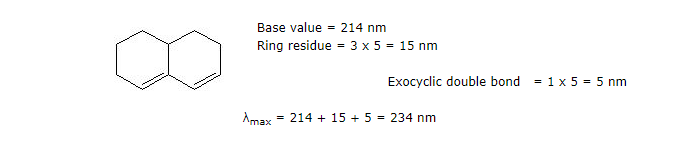 Base value = 214 nm
Ring residue = 3 x 5 = 15 nm
Exocyclic double bond = 1 x 5 = 5 nm
λmax = 214 + 15 + 5 = 234 nm